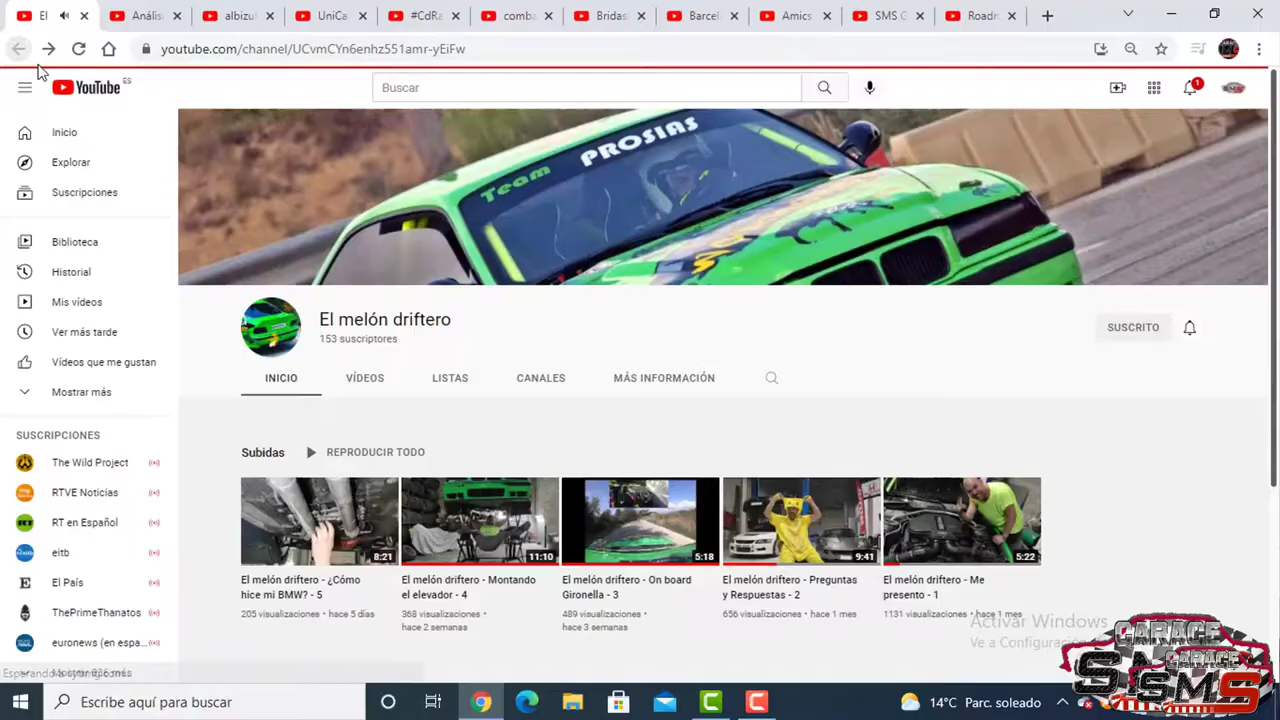 El
Anális
albizu
UniCa
#CdRa
comba
Bridas
Barcel
Amics
SMS G
Roadn
youtube.com/channel/UCvmCYn6enhz551amr-yEiFw
YouTube ES
Buscar
1
Inicio
Explorar
Suscripciones
Biblioteca
Historial
Mis vídeos
Ver más tarde
Vídeos que me gustan
Mostrar más
SUSCRIPCIONES
The Wild Project
RTVE Noticias
RT en Español
eitb
El País
ThePrimeThanatos
euronews (en espa...
Team PROSIAS
El melón driftero
153 suscriptores
SUSCRITO
INICIO VÍDEOS LISTAS CANALES MÁS INFORMACIÓN
Subidas REPRODUCIR TODO
8:21
El melón driftero - ¿Cómo
hice mi BMW? - 5
205 visualizaciones • hace 5 días
11:10
El melón driftero - Montando
el elevador - 4
368 visualizaciones •
hace 2 semanas
5:18
El melón driftero - On board
Gironella - 3
489 visualizaciones •
hace 3 semanas
9:41
El melón driftero - Preguntas
y Respuestas - 2
656 visualizaciones • hace 1 mes
5:22
El melón driftero - Me
presento - 1
1131 visualizaciones • hace 1 mes
Activar Windows
Ve a Configuración
GARAGE
SMS
GARAGE
SMS
Escribe aquí para buscar
14°C Parc. soleado